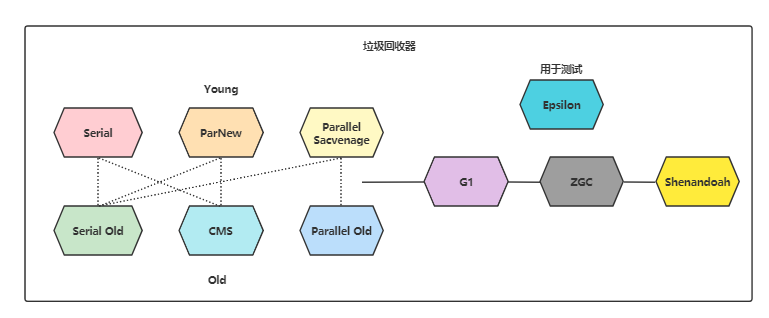 垃圾回收器
用于测试
Young
Epsilon
Serial
ParNew
Parallel
Sacvenage
G1
ZGC
Shenandoah
Serial Old
CMS
Parallel Old
Old